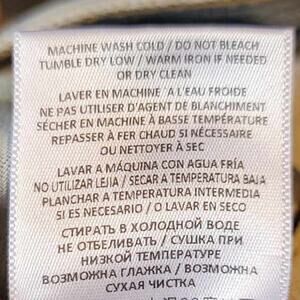 MACHINE WASH COLD / DO NOT BLEACH
TUMBLE DRY LOW / WARM IRON IF NEEDED
OR DRY CLEAN
LAVER EN MACHINE `A L'EAU FROIDE
NE PAS UTILISER D'AGENT DE BLANCHIMENT
SÉCHER EN MACHINE À BASSE TEMPÉRATURE
REPASSER À FER CHAUD SI NÉCESSAIRE
OU NETTOYER À SEC
LAVAR A MÁQUINA CON AGUA FRÍA
NO UTILIZAR LEJIA / SECAR A TEMPERATURA BAJA
PLANCHAR A TEMPERATURA INTERMEDIA
SI ES NECESARIO / O LAVAR EN SECO
СТИРАТЬ В ХОЛОДНОЙ ВОДЕ
НЕ ОТБЕЛИВАТЬ / СУШКА ПРИ
НИЗКОЙ ТЕМПЕРАТУРЕ
ВОЗМОЖНА ГЛАЖКА / ВОЗМОЖНА
СУХАЯ ЧИСТКА